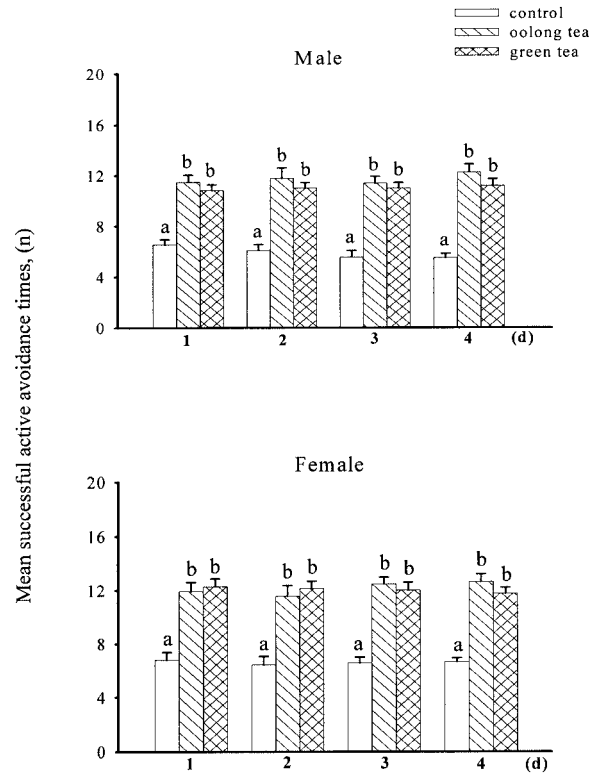 control
oolong tea
green tea
Male
Mean successful active avoidance times, (n)
20
16
12
8
4
0
b b b b b b b b
a a a a
1 2 3 4 (d)
Female
20
16
12
8
4
0
b b b b b b b b
a a a a
1 2 3 4 (d)